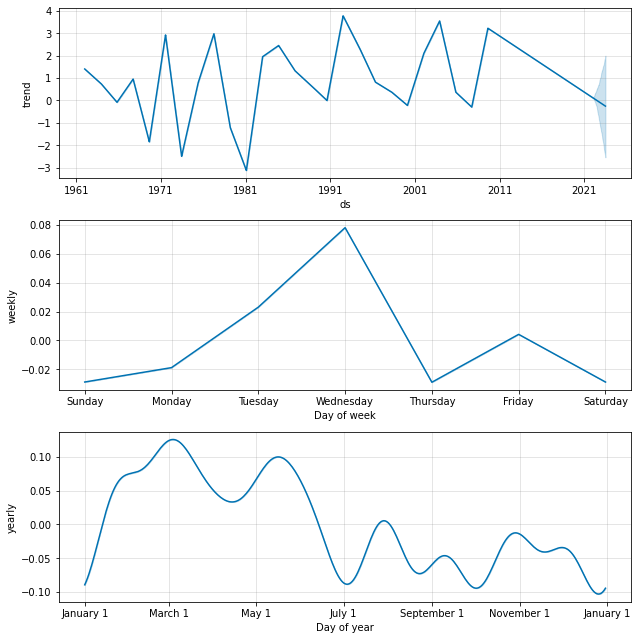 4
3
2
1
0
−1
−2
−3
trend
1961 1971 1981 1991 2001 2011 2021
ds
0.08
0.06
0.04
0.02
0.00
−0.02
weekly
Sunday Monday Tuesday Wednesday Thursday Friday Saturday
Day of week
0.10
0.05
0.00
−0.05
−0.10
yearly
January 1 March 1 May 1 July 1 September 1 November 1 January 1
Day of year